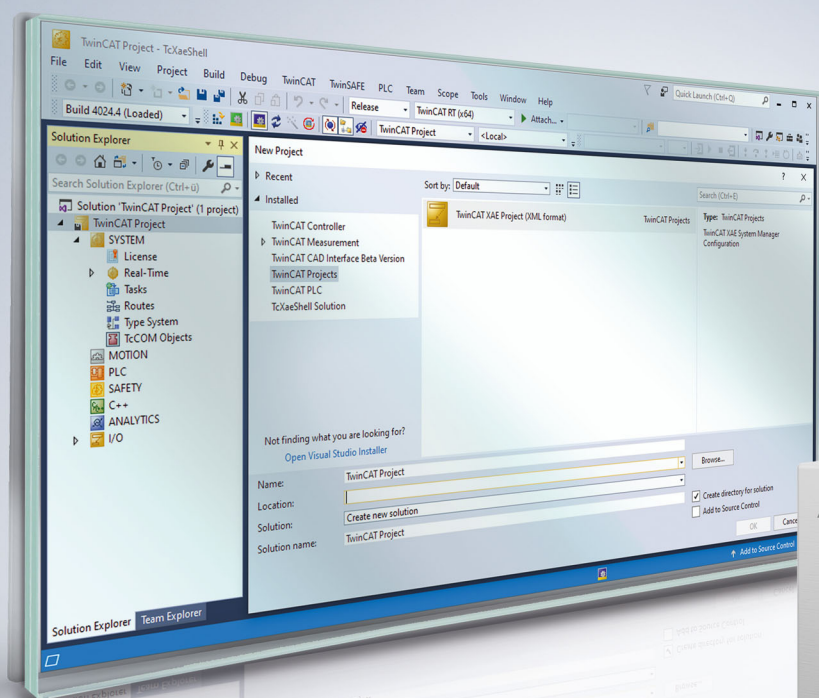 TwinCAT Project - TcXaeShell
File Edit View Project Build Debug TwinCAT TwinSAFE PLC Team Scope Tools Window Help
Quick Launch (Ctrl+Q)
Release TwinCAT RT (x64) Attach...
Build 4024.4 (Loaded) TwinCAT Project <Local>
Solution Explorer
Search Solution Explorer (Ctrl+ü)
Solution 'TwinCAT Project' (1 project)
TwinCAT Project
SYSTEM
License
Real-Time
Tasks
Routes
Type System
TcCOM Objects
MOTION
PLC
SAFETY
C++
ANALYTICS
I/O
Solution Explorer Team Explorer
New Project
? X
Recent
Installed
TwinCAT Controller
TwinCAT Measurement
TwinCAT CAD Interface Beta Version
TwinCAT Projects
TwinCAT PLC
TcXaeShell Solution
Not finding what you are looking for?
Open Visual Studio Installer
Sort by: Default
Search (Ctrl+E)
TwinCAT XAE Project (XML format) TwinCAT Projects
Type: TwinCAT Projects
TwinCAT XAE System Manager
Configuration
Name: TwinCAT Project
Location: Browse...
Solution: Create new solution
Solution name: TwinCAT Project
Create directory for solution
Add to Source Control
OK Cance
Add to Source Control